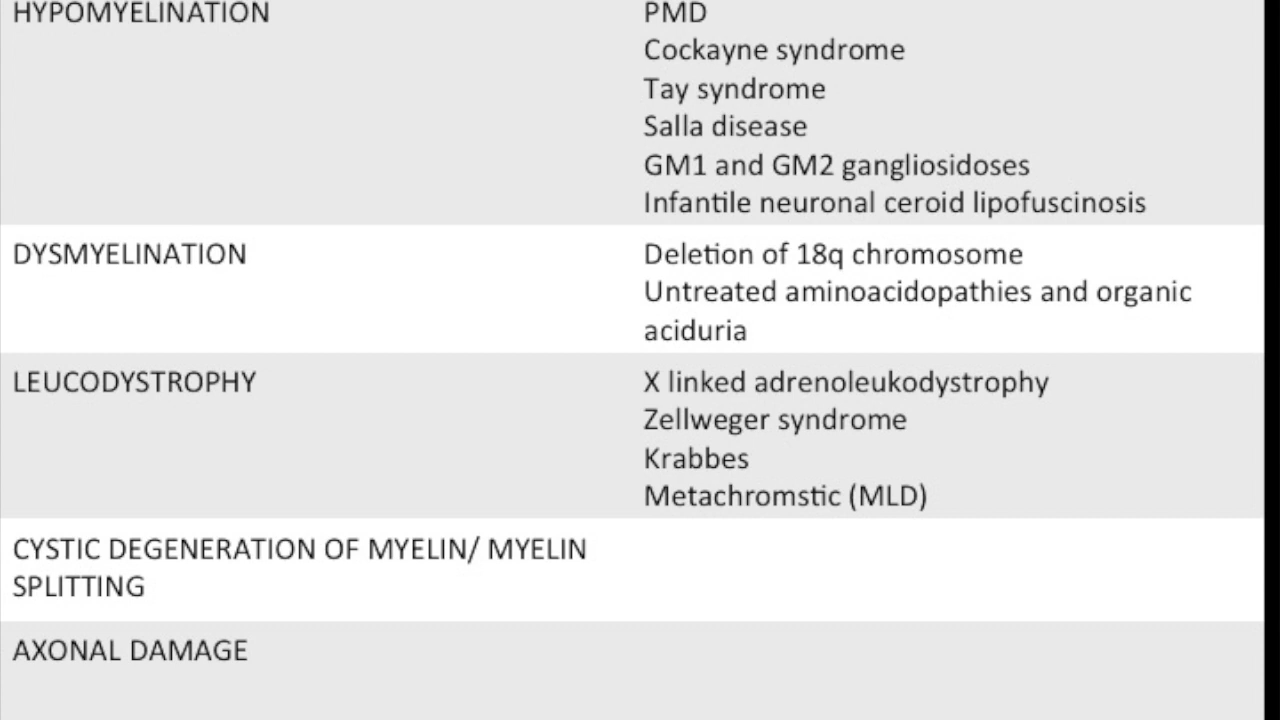 HYPOMYELINATION
PMD
Cockayne syndrome
Tay syndrome
Salla disease
GM1 and GM2 gangliosidoses
Infantile neuronal ceroid lipofuscinosis
DYSMYELINATION
Deletion of 18q chromosome
Untreated aminoacidopathies and organic
aciduria
LEUCODYSTROPHY
X linked adrenoleukodystrophy
Zellweger syndrome
Krabbes
Metachromstic (MLD)
CYSTIC DEGENERATION OF MYELIN/ MYELIN
SPLITTING
AXONAL DAMAGE